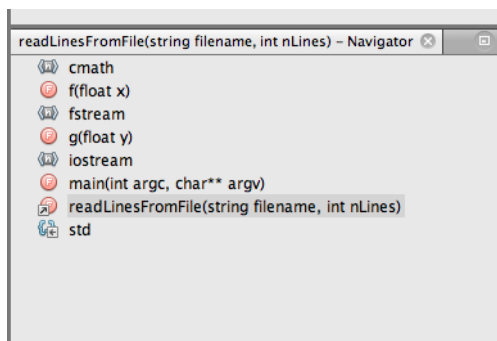 readLinesFromFile(string filename, int nLines) – Navigator
cmath
f(float x)
fstream
g(float y)
iostream
main(int argc, char** argv)
readLinesFromFile(string filename, int nLines)
std